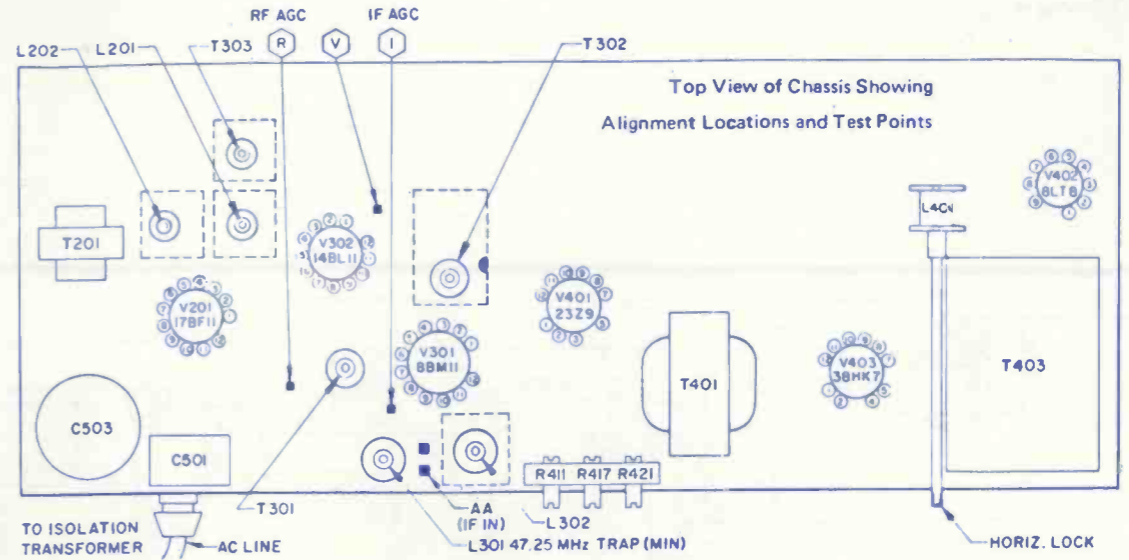 RF AGC
IF AGC
L202
L201
T303
R
V
I
T302
Top View of Chassis Showing
Alignment Locations and Test Points
V402
8LT8
T201
V302
14BL11
V201
17BF11
V401
23Z9
V301
8BM11
T401
V403
38HK7
T403
C503
C501
R411 R417 R421
T301
AA
(IF IN)
L302
L301 47.25 MHz TRAP (MIN)
HORIZ. LOCK
TO ISOLATION
TRANSFORMER
AC LINE